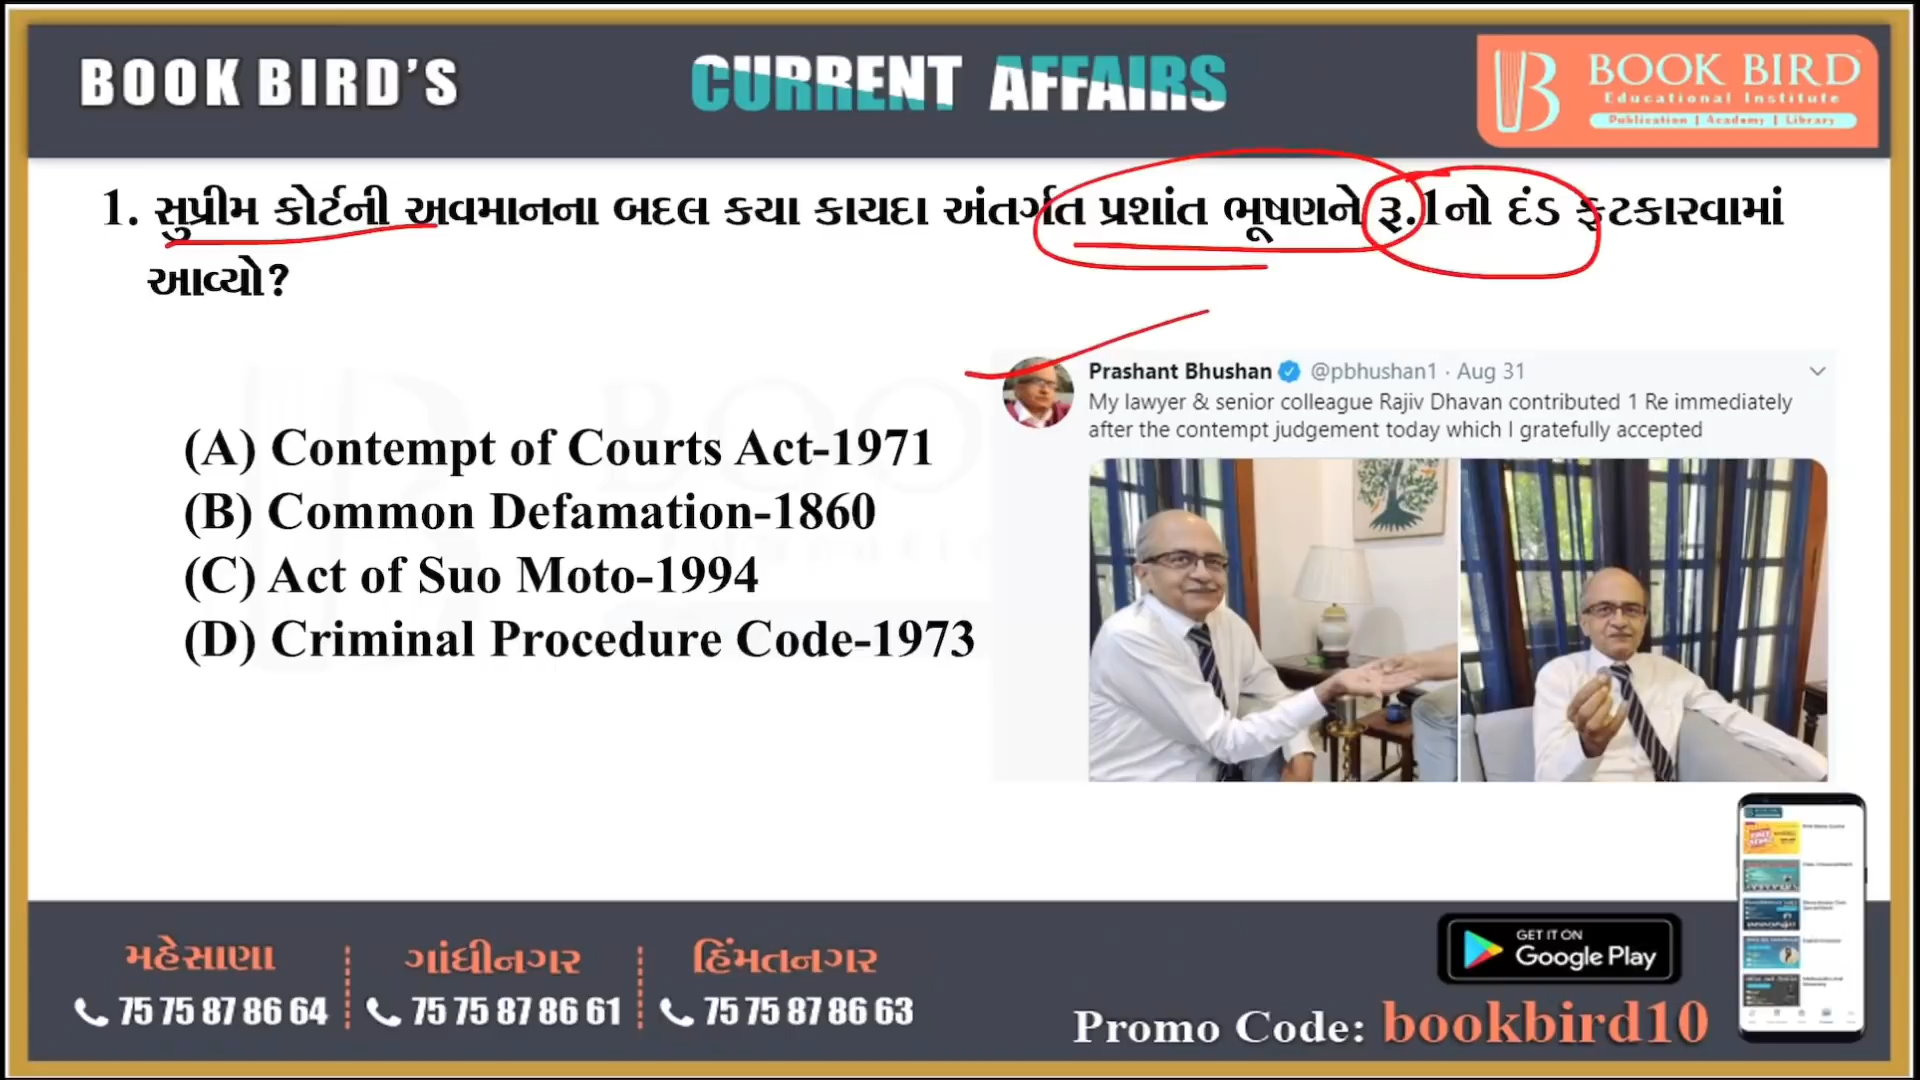 BOOK BIRD'S
CURRENT AFFAIRS
BOOK BIRD
Educational Institute
Publication | Academy | Library
1. સુપ્રીમ કોર્ટની અવમાનના બદલ કયા કાયદા અંતર્ગત પ્રશાંત ભૂષણને રૂ.1નો દંડ ફટકારવામાં
આવ્યો?
Prashant Bhushan @pbhushan1 · Aug 31
My lawyer & senior colleague Rajiv Dhavan contributed 1 Re immediately
after the contempt judgement today which I gratefully accepted
(A) Contempt of Courts Act-1971
(B) Common Defamation-1860
(C) Act of Suo Moto-1994
(D) Criminal Procedure Code-1973
મહેસાણા
75 75 87 86 64
ગાંધીનગર
75 75 87 86 61
હિંમતનગર
75 75 87 86 63
GET IT ON
Google Play
Promo Code: bookbird10